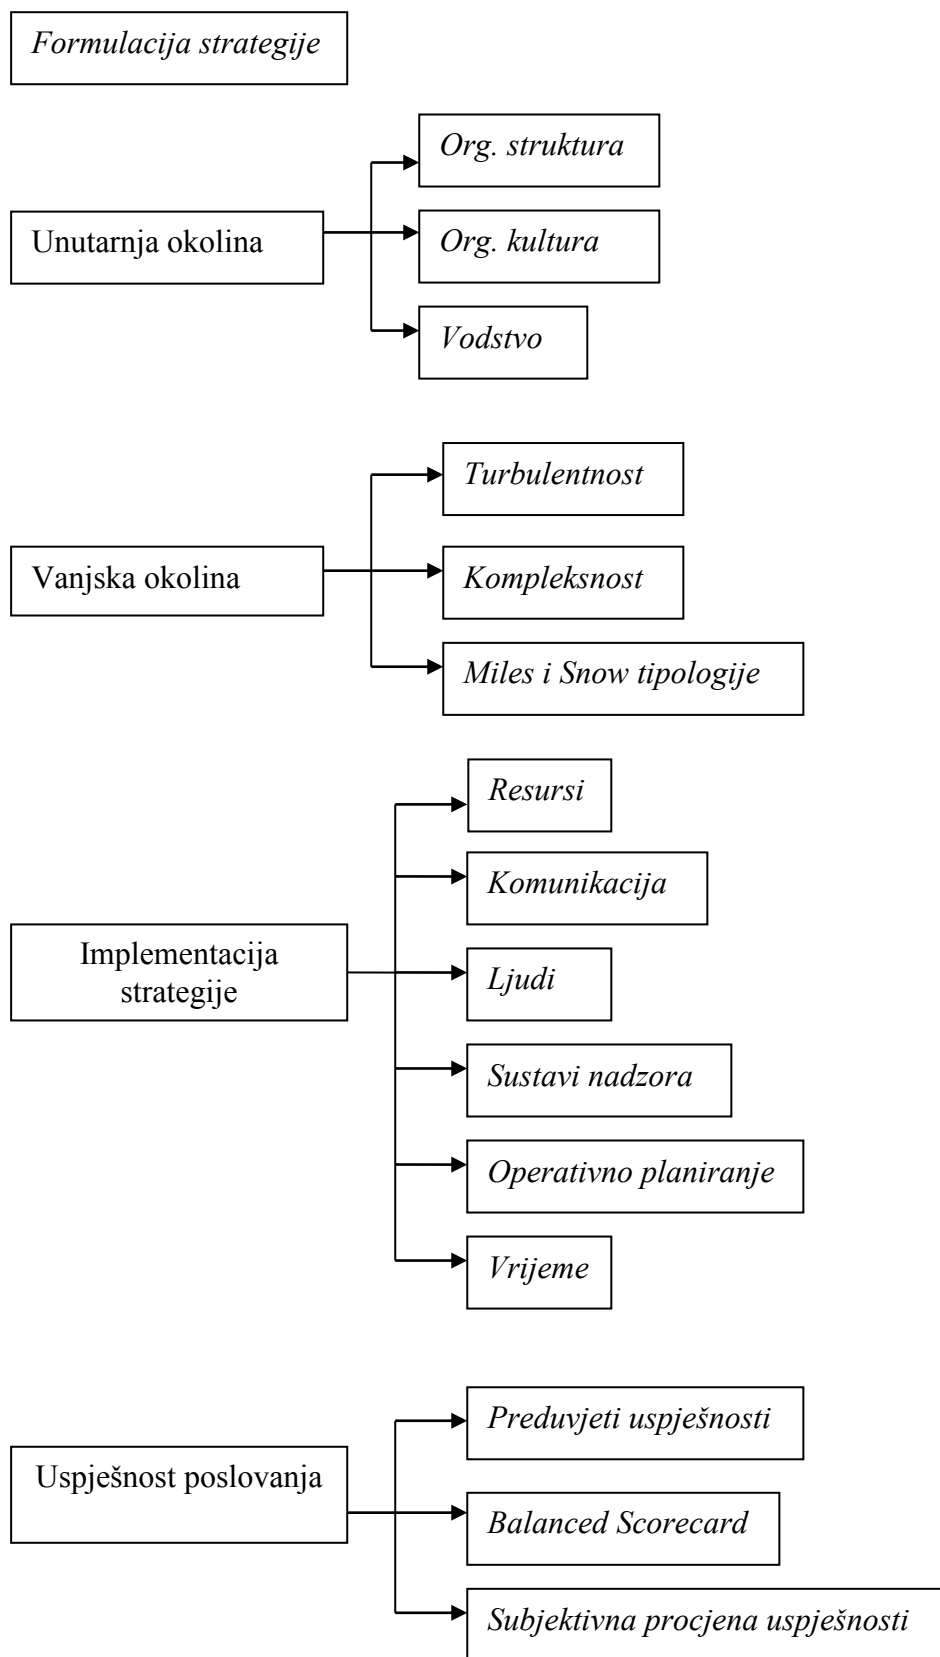 Formulacija strategije
Org. struktura
Unutarnja okolina
Org. kultura
Vodstvo
Turbulentnost
Vanjska okolina
Kompleksnost
Miles i Snow tipologije
Resursi
Komunikacija
Implementacija
strategije
Ljudi
Sustavi nadzora
Operativno planiranje
Vrijeme
Preduvjeti uspješnosti
Uspješnost poslovanja
Balanced Scorecard
Subjektivna procjena uspješnosti